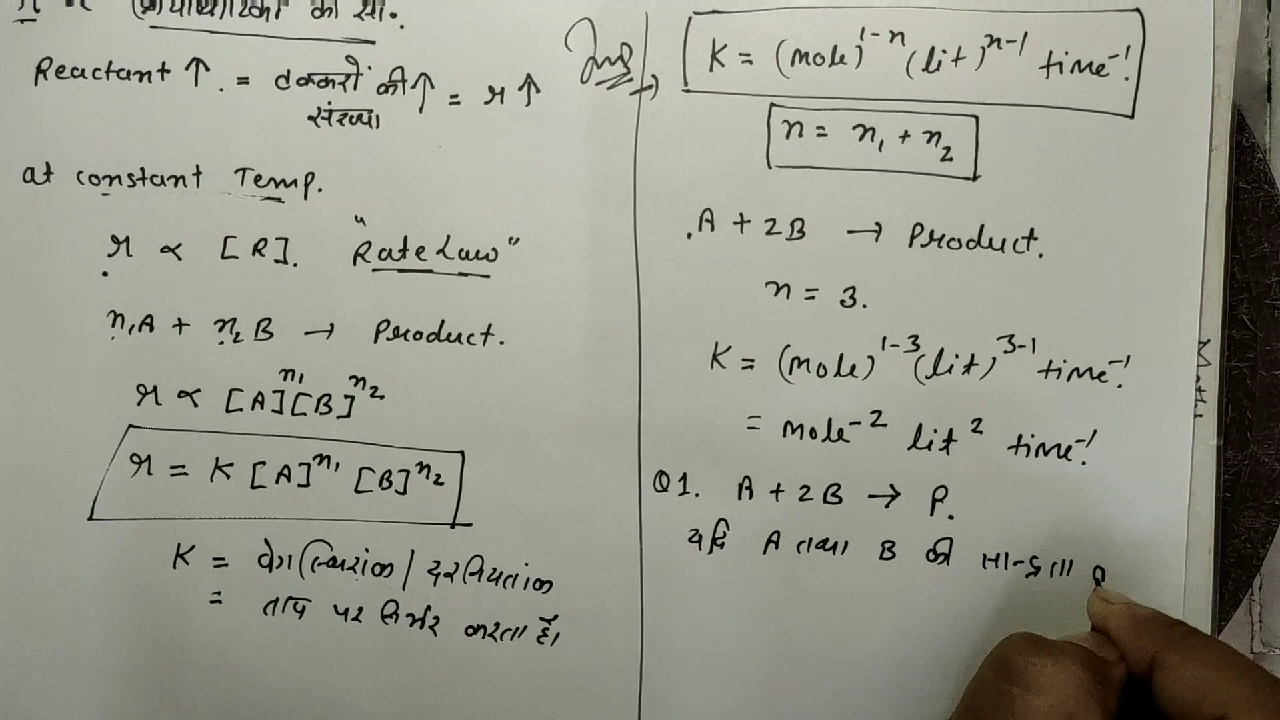 की सा.
Reactant ↑ = टक्करों की ↑ = r ↑
संख्या
at constant Temp.
r ∝ [R]. "Rate Law"
n₁A + n₂B → Product.
r ∝ [A]^n₁ [B]^n₂
r = K [A]^n₁ [B]^n₂
K = वेग स्थिरांक / दर नियतांक
= ताप पर निर्भर करता है।
K = (mole)^1-n (lit)^n-1 time^-1
n = n₁ + n₂
A + 2B → Product.
n = 3.
K = (mole)^1-3 (lit)^3-1 time^-1
= mole^-2 lit^2 time^-1
Q1. A + 2B → P.
यदि A तथा B की सान्द्रता